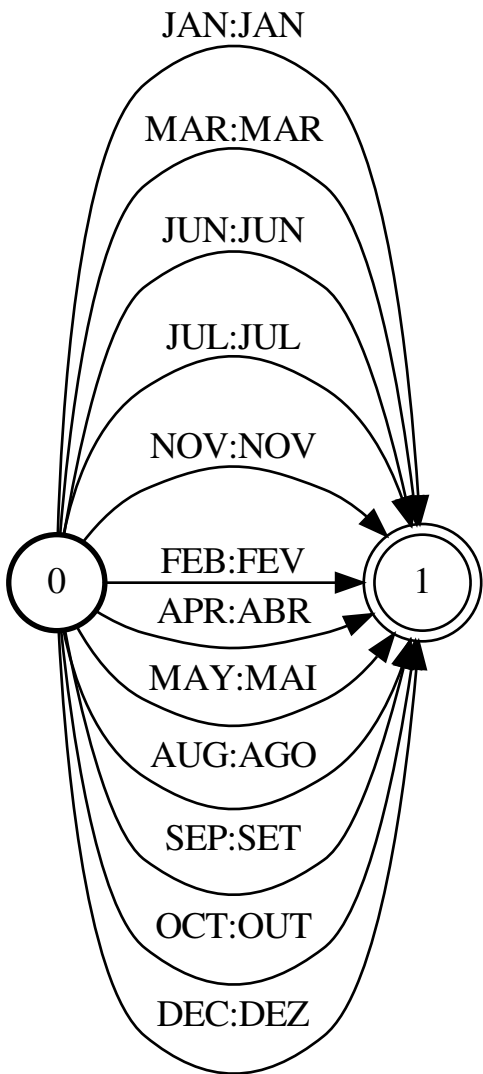 JAN:JAN
MAR:MAR
JUN:JUN
JUL:JUL
NOV:NOV
FEB:FEV
0
1
APR:ABR
MAY:MAI
AUG:AGO
SEP:SET
OCT:OUT
DEC:DEZ